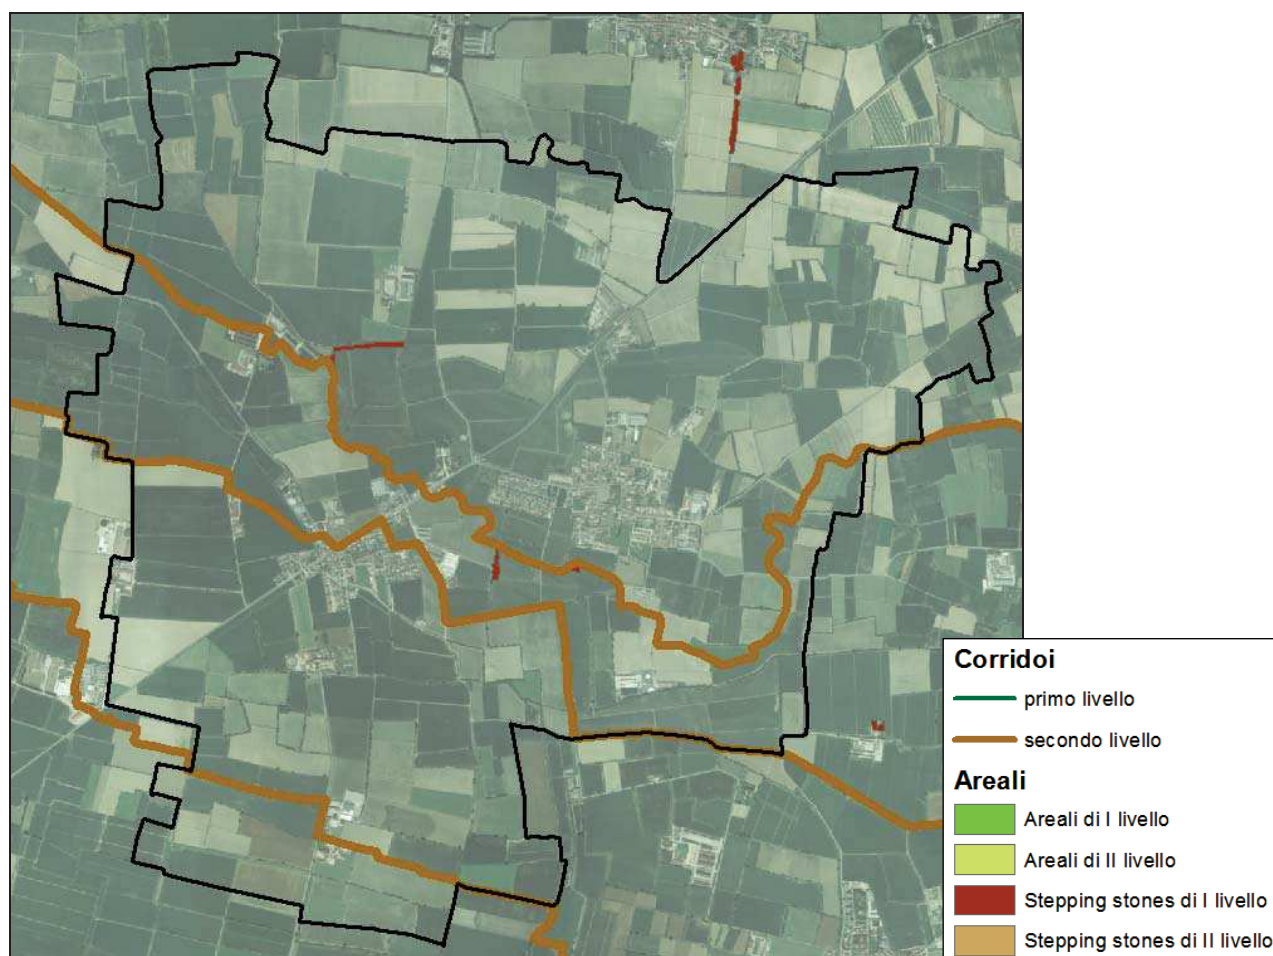 Corridoi
primo livello
secondo livello
Areali
Areali di I livello
Areali di II livello
Stepping stones di I livello
Stepping stones di II livello